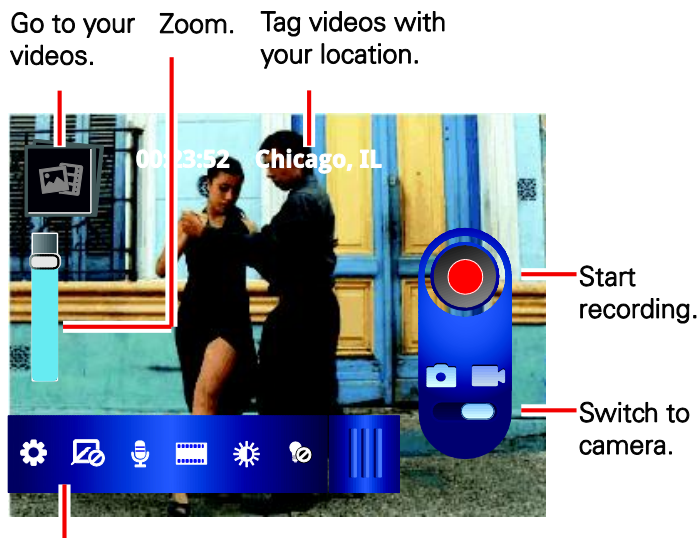 Go to your
videos.
Zoom.
Tag videos with
your location.
00:23:52
Chicago, IL
Start
recording.
Switch to
camera.